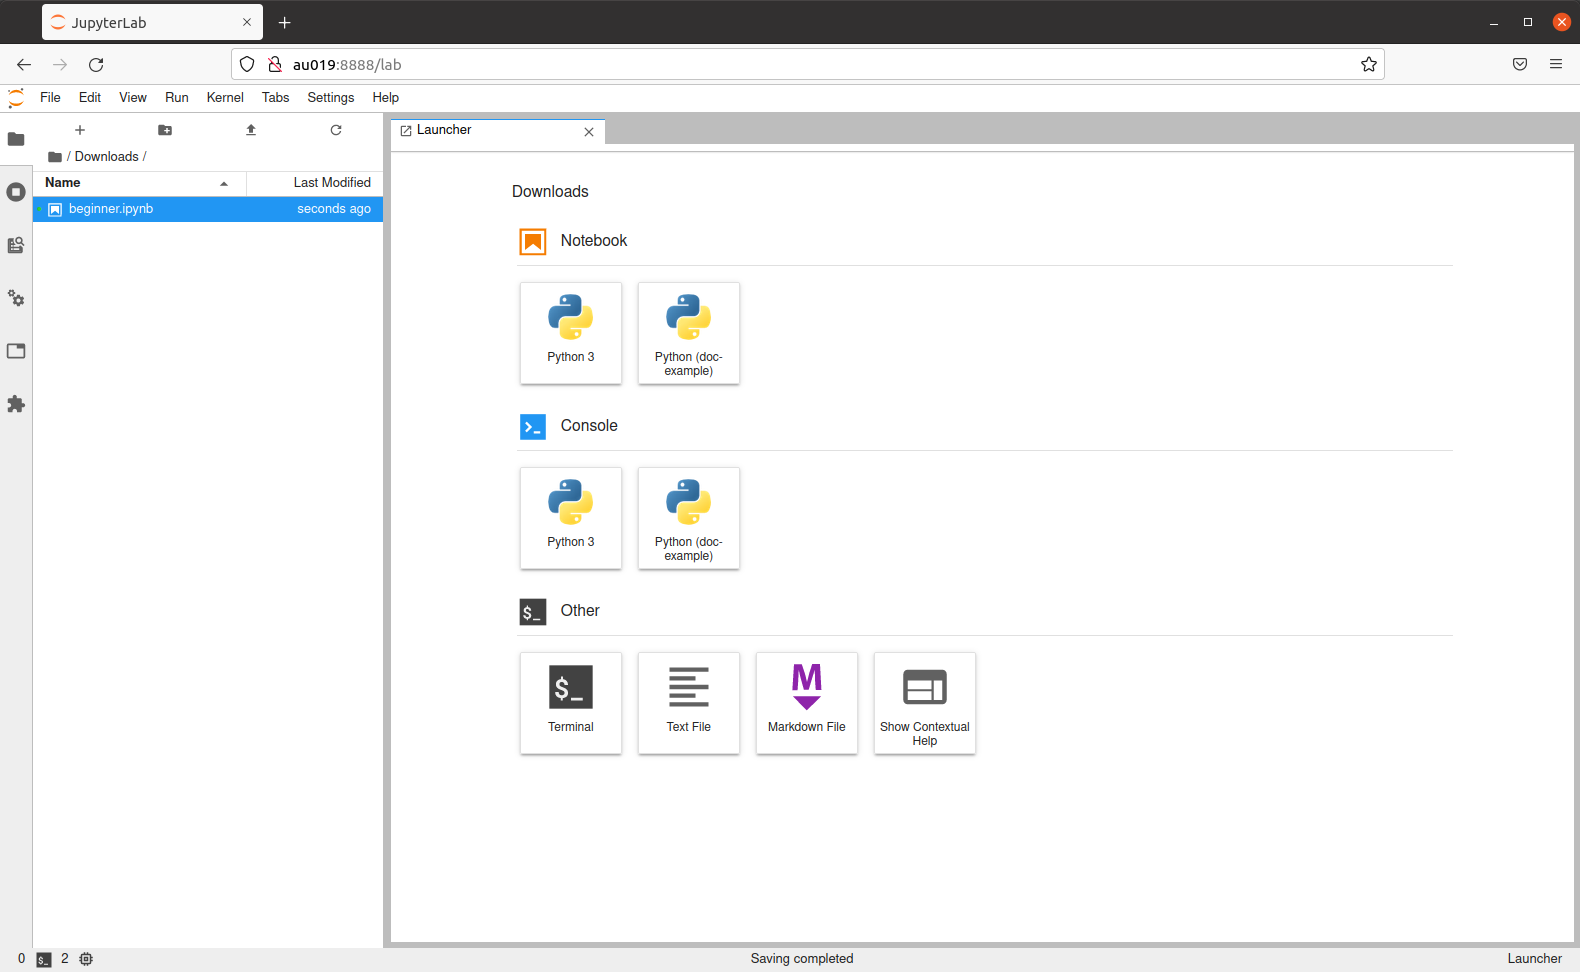 JupyterLab
au019:8888/lab
File Edit View Run Kernel Tabs Settings Help
/ Downloads /
Name Last Modified
beginner.ipynb seconds ago
Launcher
Downloads
Notebook
Python 3
Python (doc-
example)
Console
Python 3
Python (doc-
example)
$_ Other
$_
Terminal
Text File
M
Markdown File
Show Contextual
Help
0 $_ 2 Saving completed Launcher